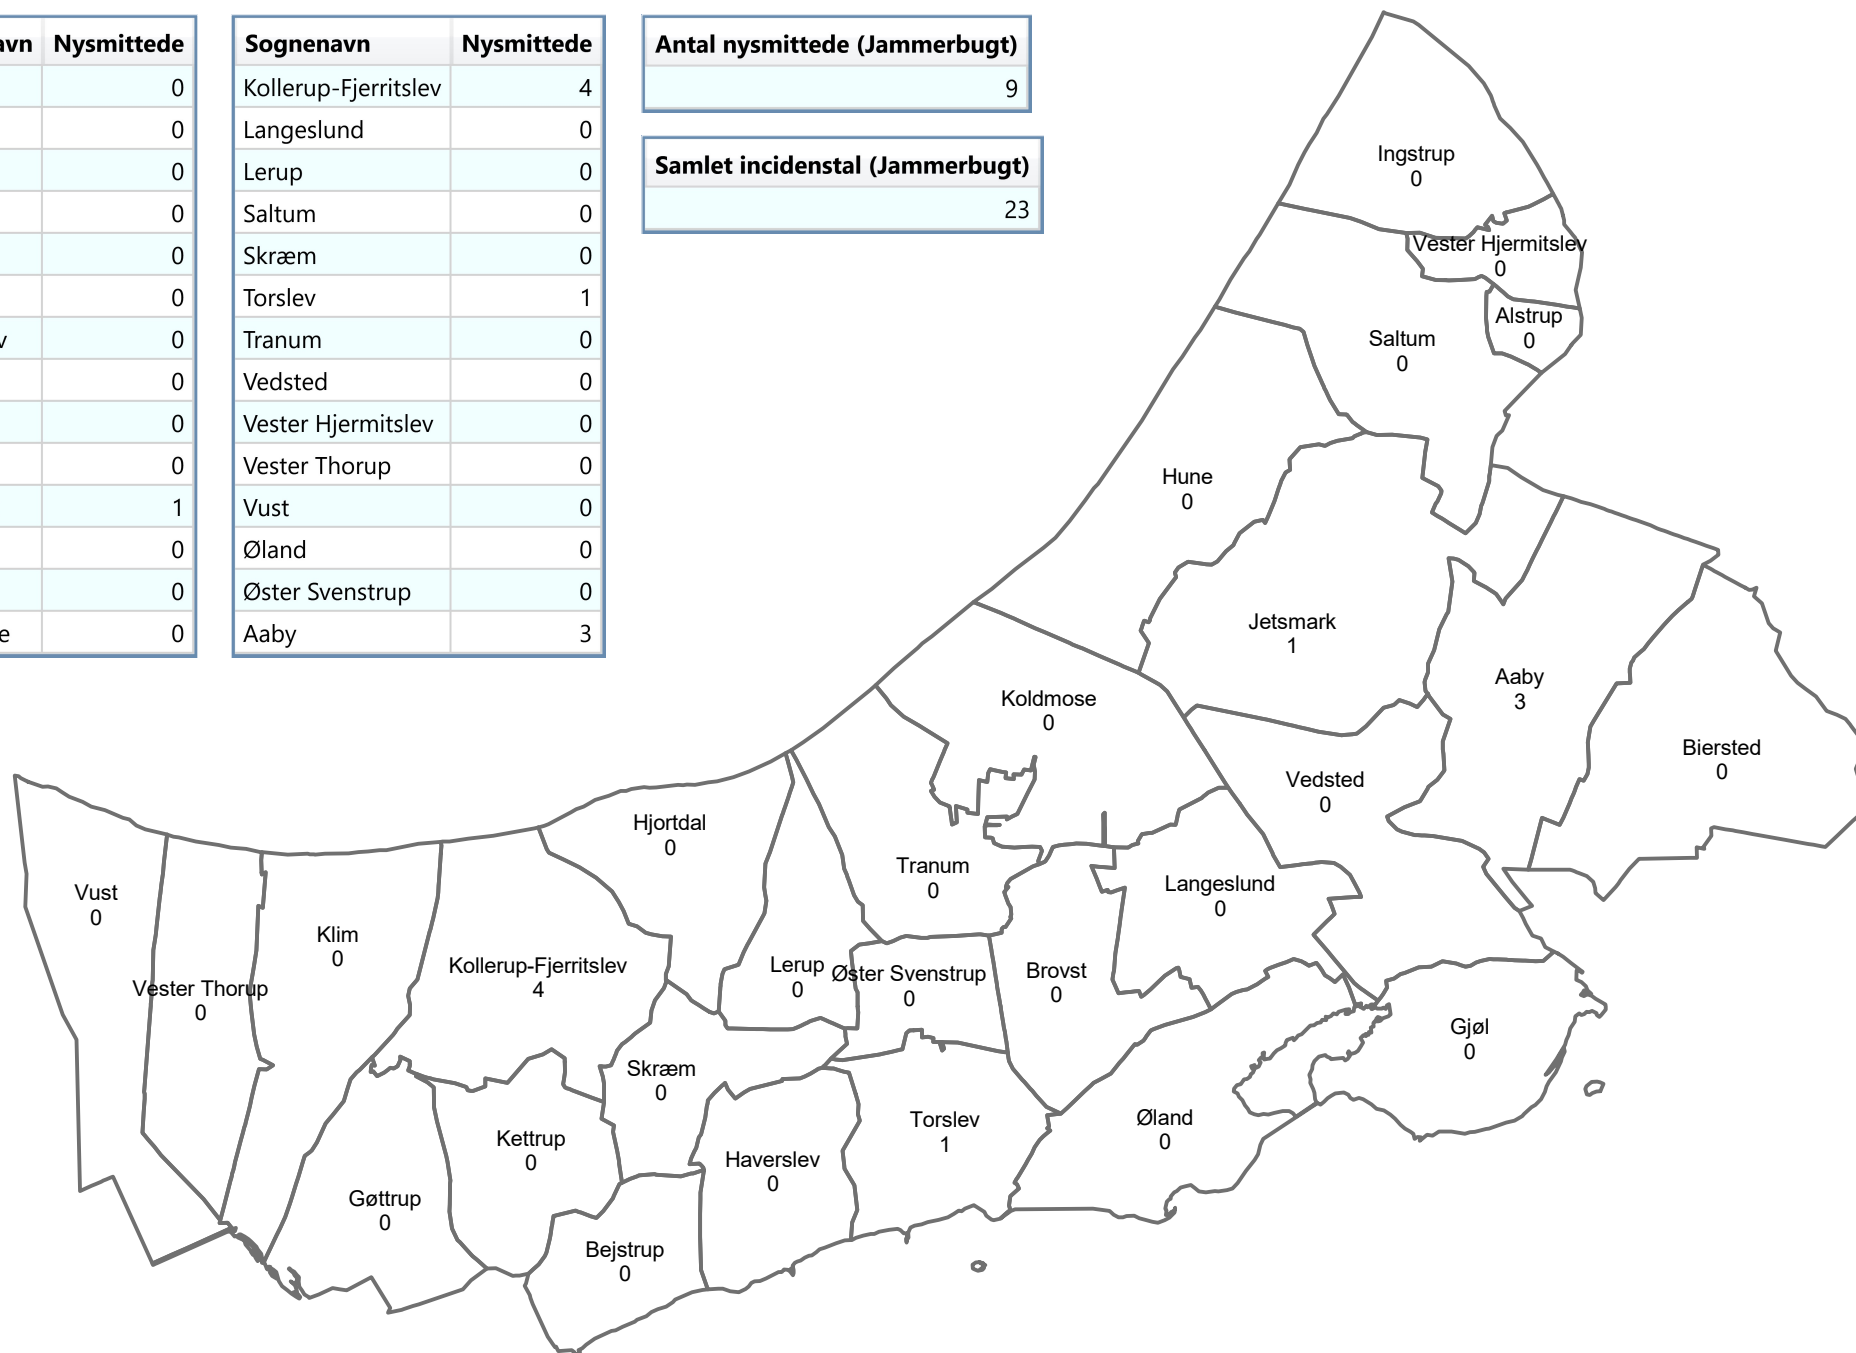 avn Nysmittede
0
0
0
0
0
0
v 0
0
0
0
1
0
0
e 0
Sognenavn Nysmittede
Kollerup-Fjerritslev 4
Langeslund 0
Lerup 0
Saltum 0
Skræm 0
Torslev 1
Tranum 0
Vedsted 0
Vester Hjermitslev 0
Vester Thorup 0
Vust 0
Øland 0
Øster Svenstrup 0
Aaby 3
Antal nysmittede (Jammerbugt)
9
Samlet incidenstal (Jammerbugt)
23
Ingstrup
0
Vester Hjermitslev
0
Alstrup
0
Saltum
0
Hune
0
Jetsmark
1
Aaby
3
Koldmose
0
Biersted
0
Vedsted
0
Hjortdal
0
Tranum
0
Langeslund
0
Vust
0
Klim
0
Kollerup-Fjerritslev
4
Lerup
0
Øster Svenstrup
0
Brovst
0
Vester Thorup
0
Gjøl
0
Skræm
0
Torslev
1
Øland
0
Kettrup
0
Haverslev
0
Gøttrup
0
Bejstrup
0